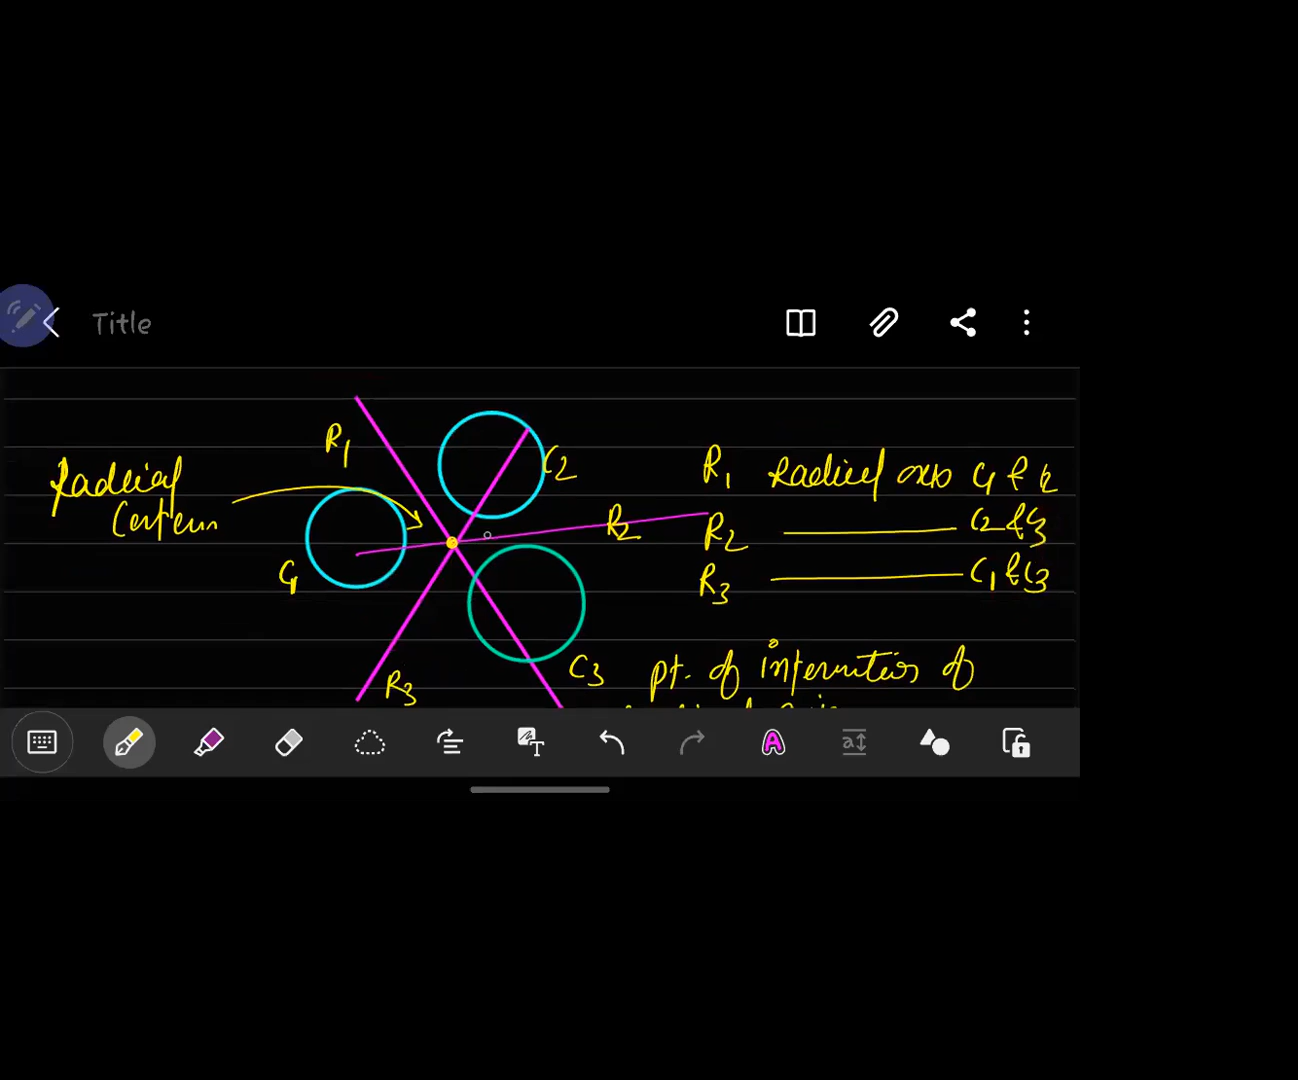 Title
R1
C2
Radical
Centre
R1 Radical axis C1 & C2
R2
R2 ———— C2 & C3
C1
R3 ———— C1 & C3
R3
C3
pt. of intersection of